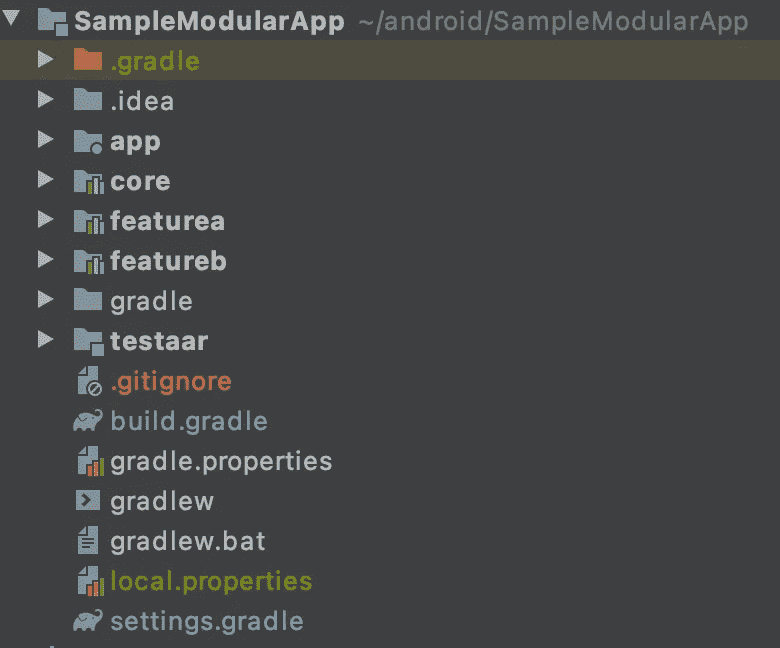 SampleModularApp ~/android/SampleModularApp
.gradle
.idea
app
core
featurea
featureb
gradle
testaar
.gitignore
build.gradle
gradle.properties
gradlew
gradlew.bat
local.properties
settings.gradle